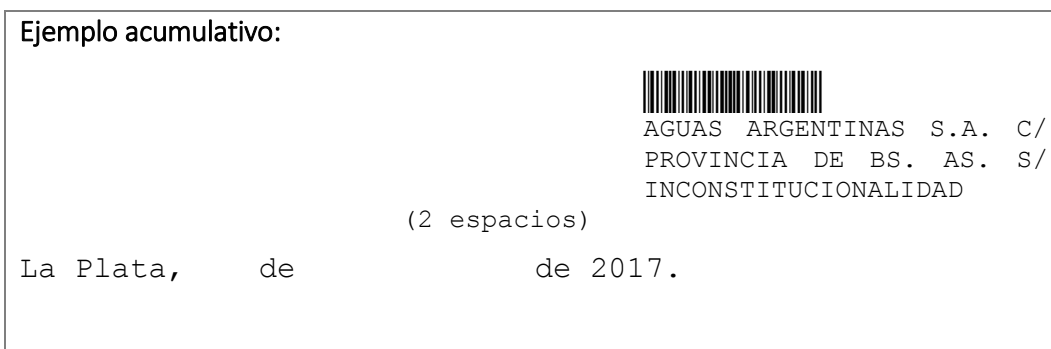 Ejemplo acumulativo:
AGUAS ARGENTINAS S.A. C/
PROVINCIA DE BS. AS. S/
INCONSTITUCIONALIDAD
(2 espacios)
La Plata, de de 2017.